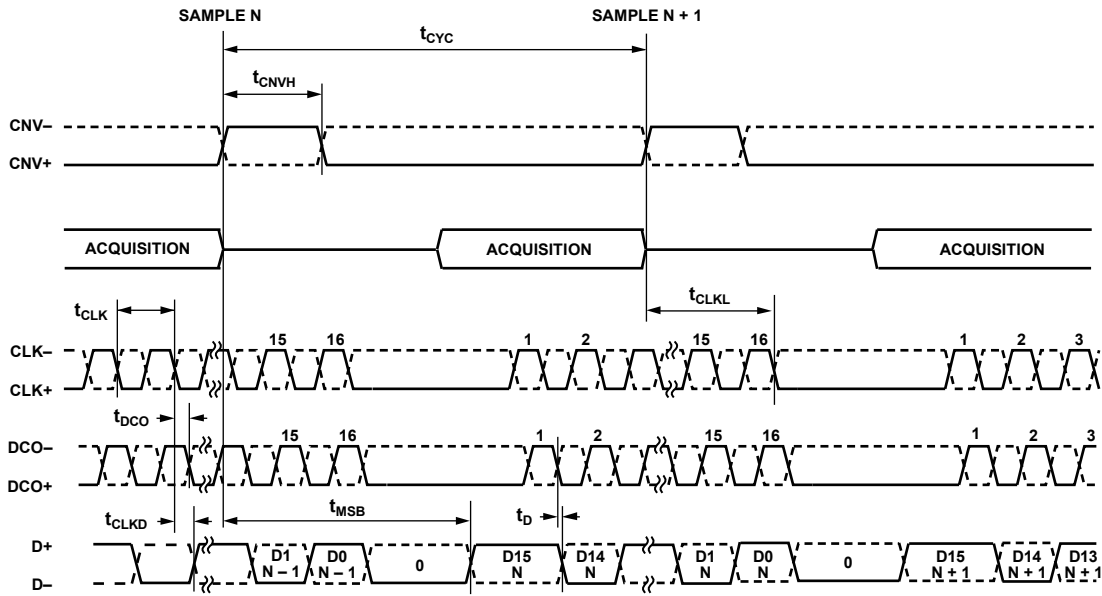 SAMPLE N SAMPLE N + 1
tCYC
tCNVH
CNV–
CNV+
ACQUISITION ACQUISITION ACQUISITION
tCLK tCLKL
15 16 1 2 15 16 1 2 3
CLK–
CLK+
tDCO
15 16 1 2 15 16 1 2 3
DCO–
DCO+
tCLKD tMSB tD
D+
D1 D0 D15 D14 D1 D0 D15 D14 D13
0 0
N – 1 N – 1 N N N N N + 1 N + 1 N + 1
D–